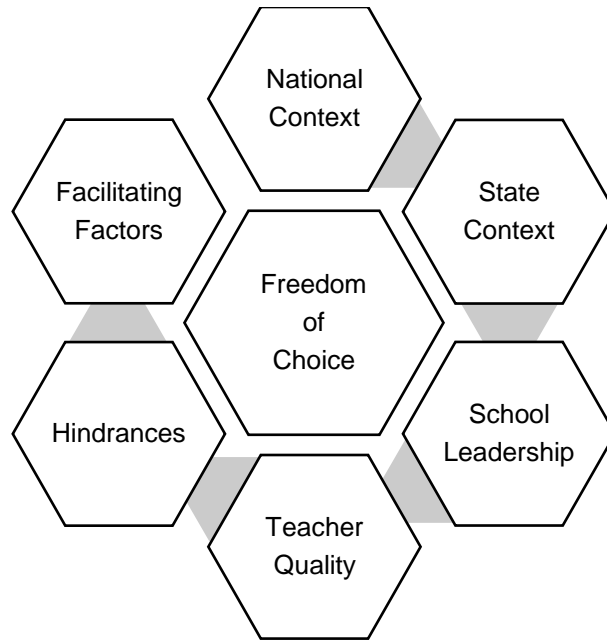 National
Context
Facilitating
Factors
State
Context
Freedom
of
Choice
Hindrances
School
Leadership
Teacher
Quality